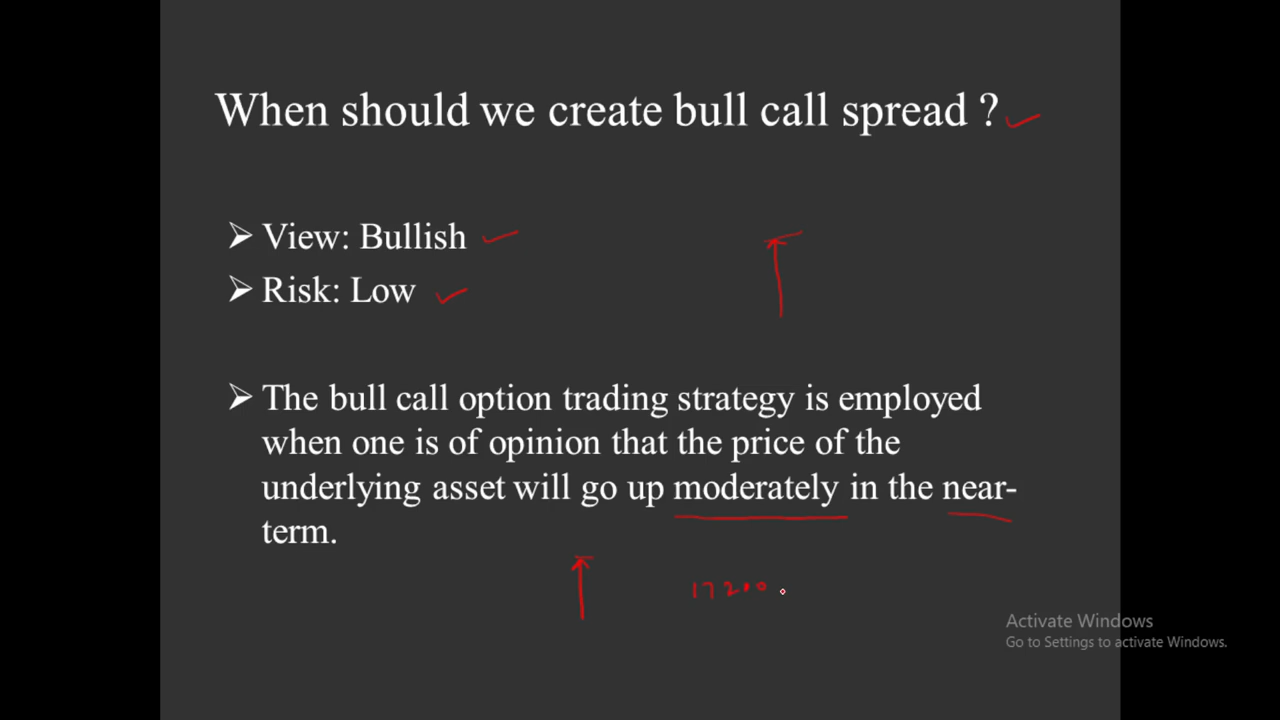 When should we create bull call spread ?
➢ View: Bullish
➢ Risk: Low
➢ The bull call option trading strategy is employed
when one is of opinion that the price of the
underlying asset will go up moderately in the near-
term.
17200
Activate Windows
Go to Settings to activate Windows.